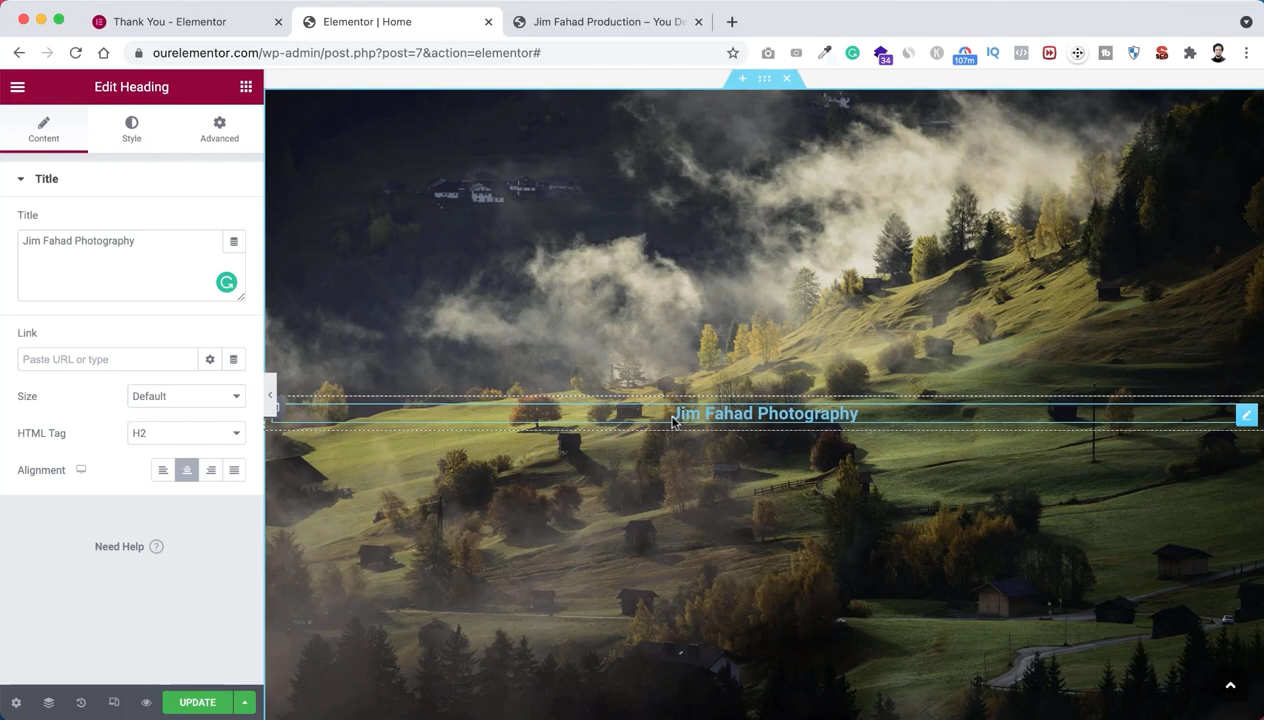 Thank You - Elementor
Elementor | Home
Jim Fahad Production – You De
ourelementor.com/wp-admin/post.php?post=7&action=elementor#
34
107m
IQ
Edit Heading
Content
Style
Advanced
Title
Title
Jim Fahad Photography
Link
Paste URL or type
Size
Default
HTML Tag
H2
Alignment
Need Help ?
UPDATE
Jim Fahad Photography